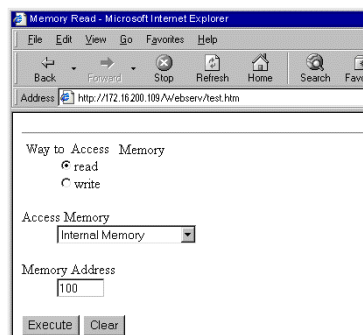 Memory Read - Microsoft Internet Explorer
File Edit View Go Favorites Help
Back Forward Stop Refresh Home Search Favo
Address http://172.16.200.109/Webserv/test.htm
Way to Access Memory
read
write
Access Memory
Internal Memory
Memory Address
100
Execute Clear